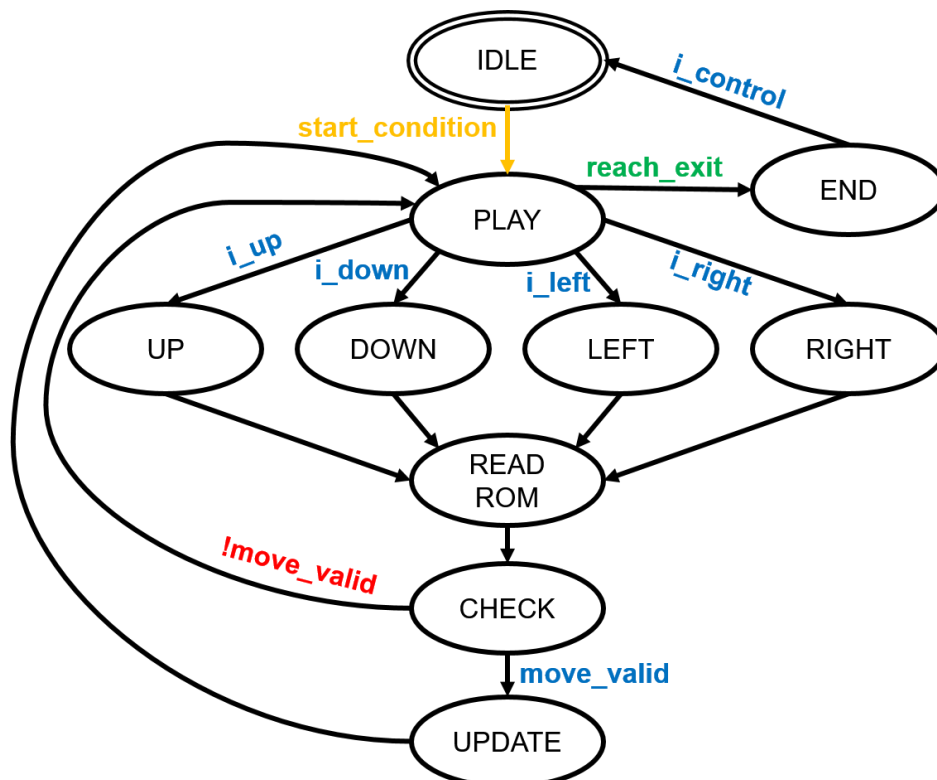 IDLE
i_control
start_condition
reach_exit
END
PLAY
i_up
i_down
i_left
i_right
UP
DOWN
LEFT
RIGHT
READ
ROM
!move_valid
CHECK
move_valid
UPDATE